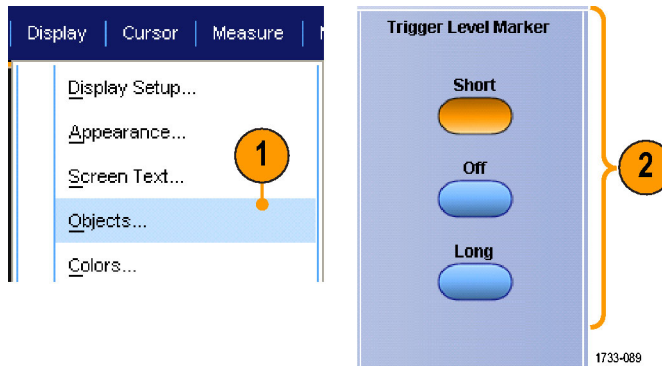 Display Cursor Measure
Display Setup...
Appearance...
Screen Text...
Objects...
Colors...
1
Trigger Level Marker
Short
Off
Long
2
1733-089